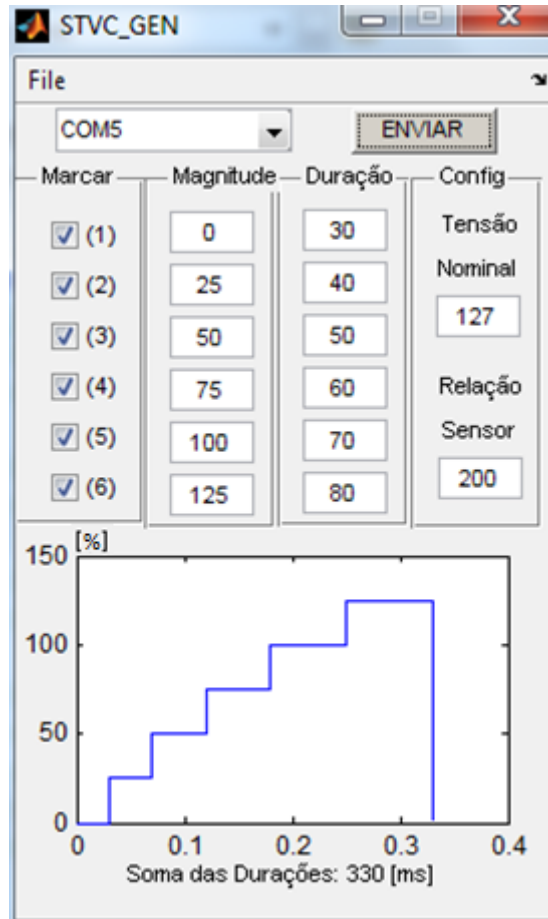 STVC_GEN
File
COM5 ENVIAR
Marcar Magnitude Duração Config
(1) 0 30 Tensão
Nominal
(2) 25 40
127
(3) 50 50
(4) 75 60 Relação
(5) 100 70 Sensor
(6) 125 80 200
[%]
150
100
50
0
0 0.1 0.2 0.3 0.4
Soma das Durações: 330 [ms]